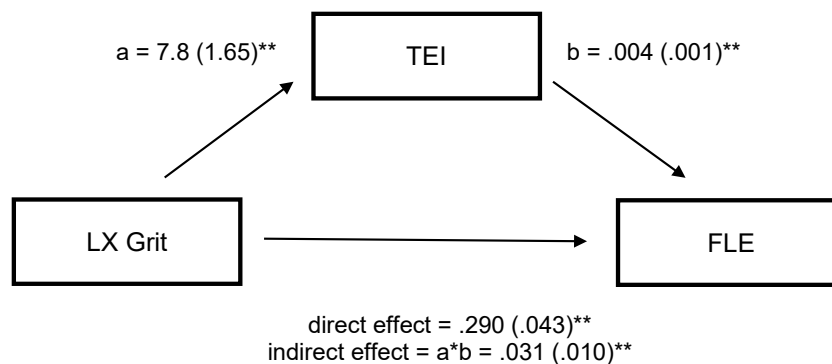 a = 7.8 (1.65)**
TEI
b = .004 (.001)**
LX Grit
FLE
direct effect = .290 (.043)**
indirect effect = a*b = .031 (.010)**